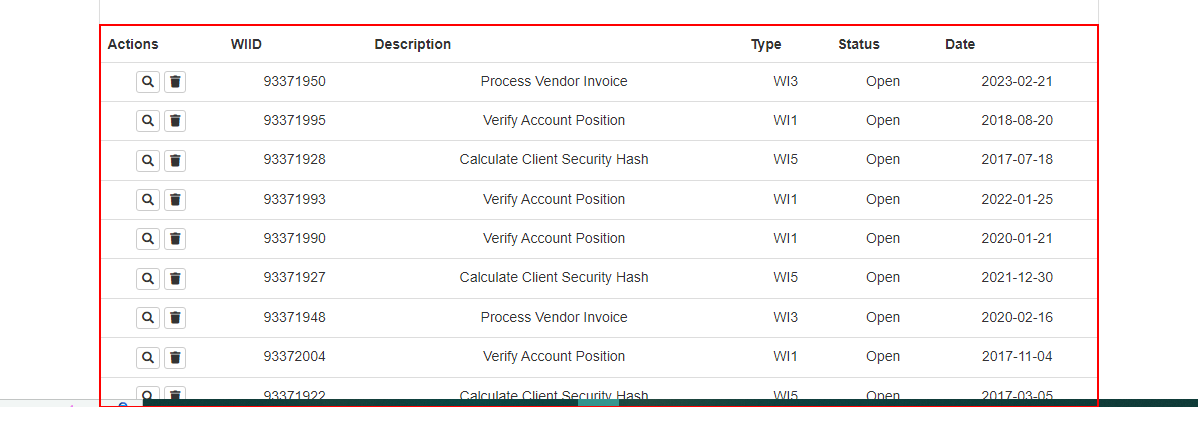 Actions WIID Description Type Status Date
93371950 Process Vendor Invoice WI3 Open 2023-02-21
93371995 Verify Account Position WI1 Open 2018-08-20
93371928 Calculate Client Security Hash WI5 Open 2017-07-18
93371993 Verify Account Position WI1 Open 2022-01-25
93371990 Verify Account Position WI1 Open 2020-01-21
93371927 Calculate Client Security Hash WI5 Open 2021-12-30
93371948 Process Vendor Invoice WI3 Open 2020-02-16
93372004 Verify Account Position WI1 Open 2017-11-04
93371922 Calculate Client Security Hash WI5 Open 2017-03-05